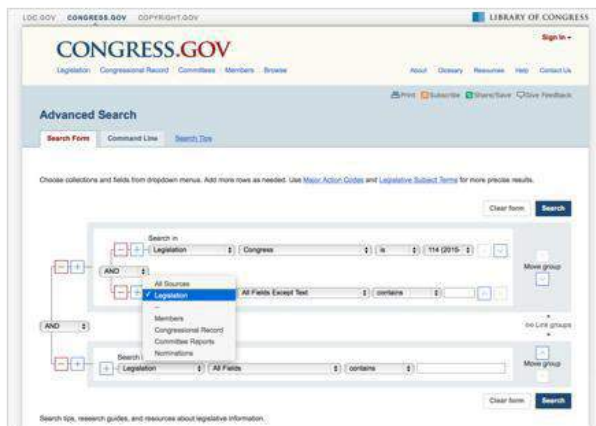 LOC.GOV CONGRESS.GOV COPYRIGHT.GOV LIBRARY OF CONGRESS
Sign In
CONGRESS.GOV
Legislation Congressional Record Committees Members Browse About Glossary Resources Help Contact Us
Print Subscribe Share/Save Give Feedback
Advanced Search
Search Form Command Line Search Tips
Choose collections and fields from dropdown menus. Add more rows as needed. Use Major Action Codes and Legislative Subject Terms for more precise results.
Clear form Search
Search in
Legislation Congress is 114 (2015-
Move group
AND
All Sources
Legislation All Fields Except Text contains
--
Members
Congressional Record
Committee Reports
Nominations
AND Link groups
Search
Legislation All Fields contains
Move group
Clear form Search
Search tips, research guides, and resources about legislative information.